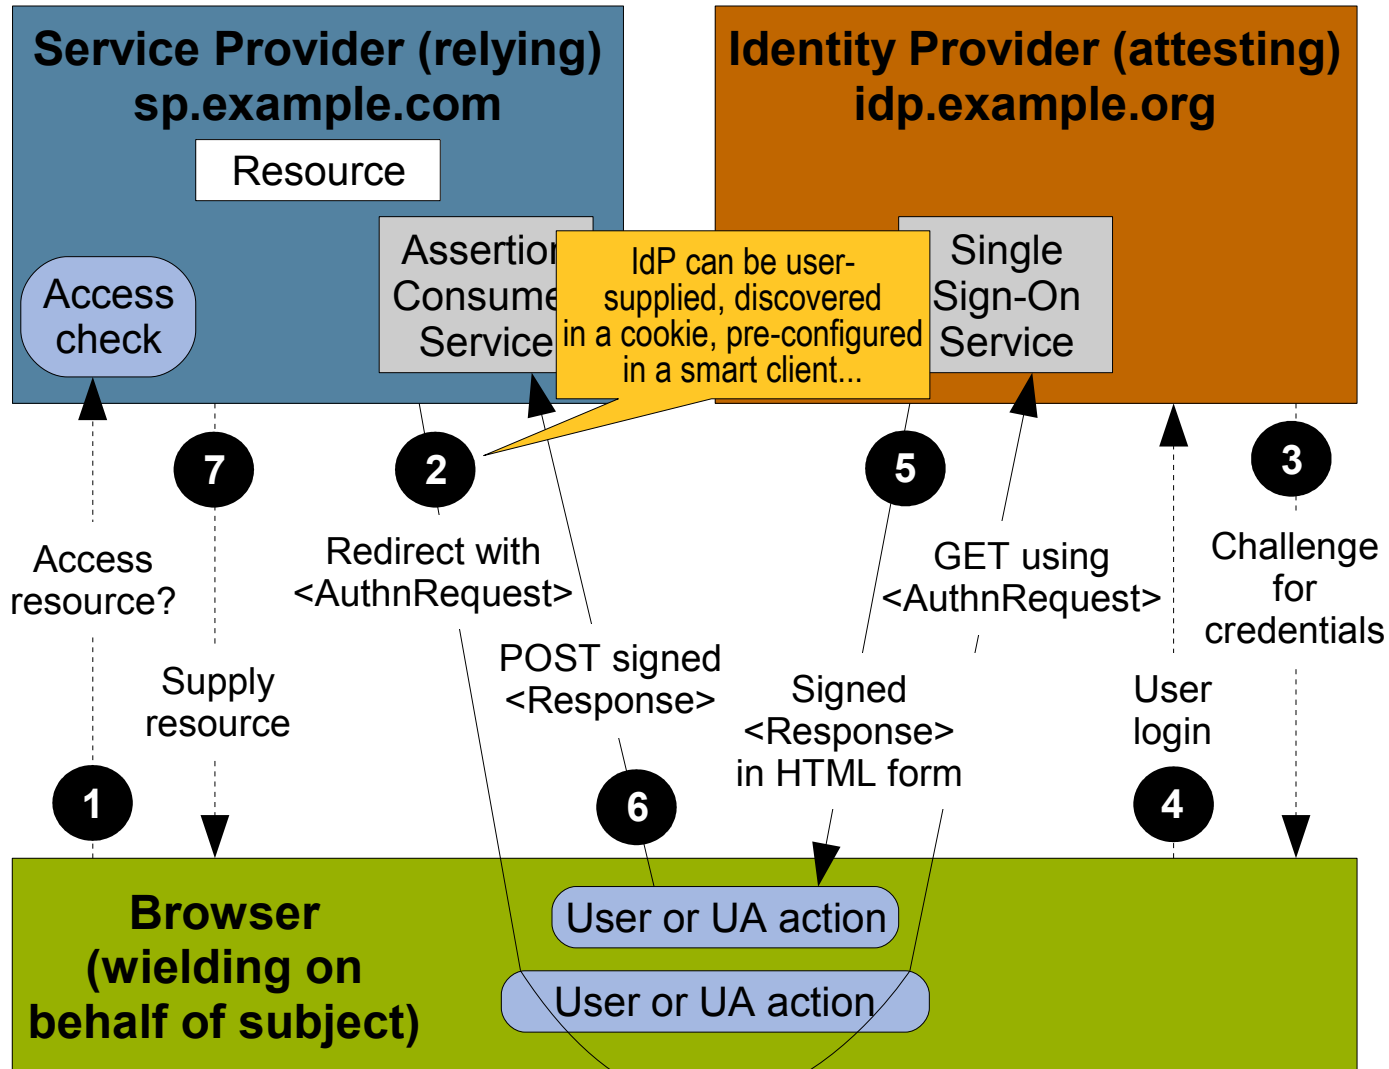 Service Provider (relying)
sp.example.com
Resource
Access
check
Assertion
Consume
Service
IdP can be user-
supplied, discovered
in a cookie, pre-configured
in a smart client...
Identity Provider (attesting)
idp.example.org
Single
Sign-On
Service
7
2
5
3
Access
resource?
Redirect with
<AuthnRequest>
GET using
<AuthnRequest>
Challenge
for
credentials
Supply
resource
POST signed
<Response>
Signed
<Response>
in HTML form
User
login
1
6
4
Browser
(wielding on
behalf of subject)
User or UA action
User or UA action